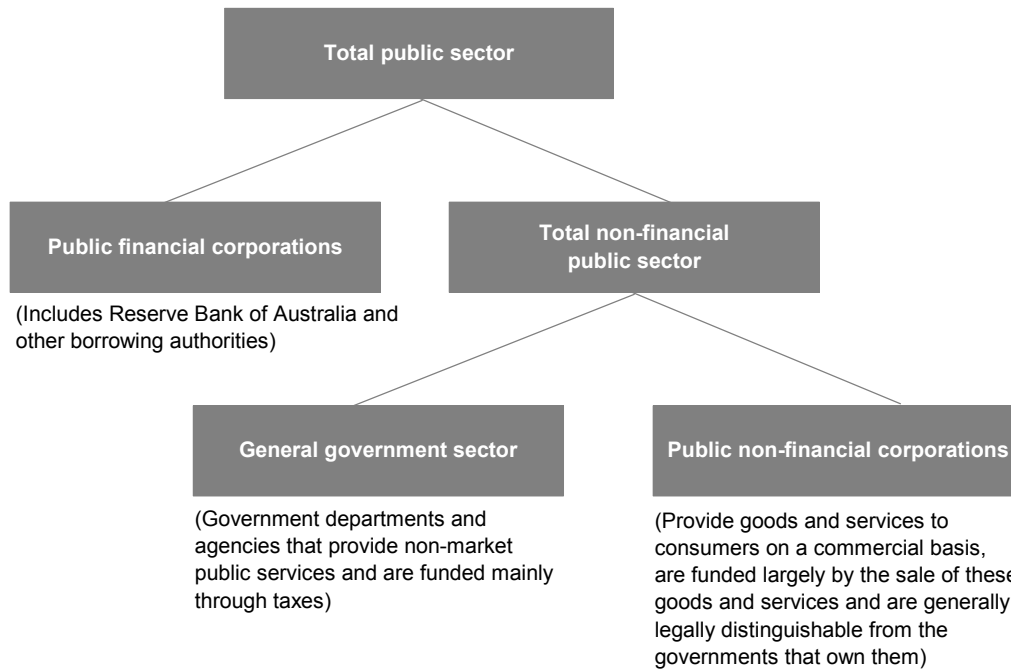 Total public sector
Public financial corporations
Total non-financial
public sector
(Includes Reserve Bank of Australia and
other borrowing authorities)
General government sector
Public non-financial corporations
(Government departments and
agencies that provide non-market
public services and are funded mainly
through taxes)
(Provide goods and services to
consumers on a commercial basis,
are funded largely by the sale of these
goods and services and are generally
legally distinguishable from the
governments that own them)